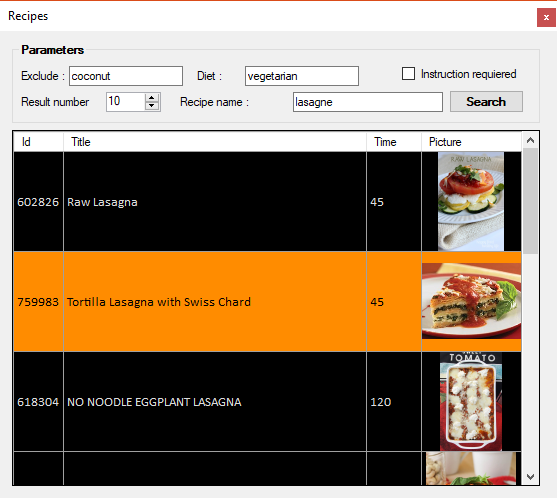 Recipes
x
Parameters
Exclude : coconut Diet : vegetarian Instruction requiered
Result number 10 Recipe name : lasagne Search
Id Title Time Picture
RAW LASAGNA
602826 Raw Lasagna 45
759983 Tortilla Lasagna with Swiss Chard 45
TOMATO
618304 NO NOODLE EGGPLANT LASAGNA 120